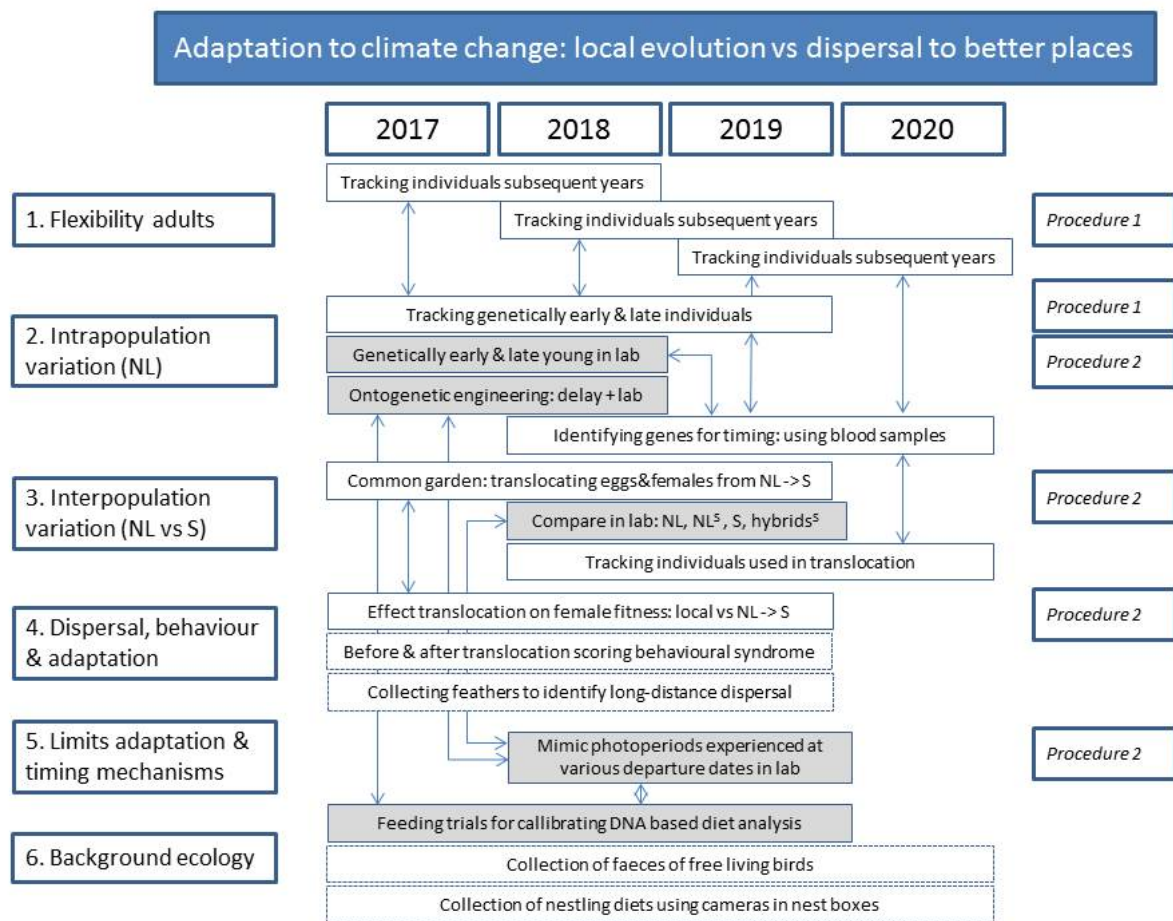 Adaptation to climate change: local evolution vs dispersal to better places
2017
2018
2019
2020
1. Flexibility adults
Tracking individuals subsequent years
Tracking individuals subsequent years
Tracking individuals subsequent years
Procedure 1
2. Intrapopulation
variation (NL)
Tracking genetically early & late individuals
Procedure 1
Genetically early & late young in lab
Procedure 2
Ontogenetic engineering: delay + lab
Identifying genes for timing: using blood samples
3. Interpopulation
variation (NL vs S)
Common garden: translocating eggs&females from NL -> S
Procedure 2
Compare in lab: NL, NLˢ , S, hybridsˢ
Tracking individuals used in translocation
4. Dispersal, behaviour
& adaptation
Effect translocation on female fitness: local vs NL -> S
Procedure 2
Before & after translocation scoring behavioural syndrome
Collecting feathers to identify long-distance dispersal
5. Limits adaptation &
timing mechanisms
Mimic photoperiods experienced at
various departure dates in lab
Procedure 2
6. Background ecology
Feeding trials for callibrating DNA based diet analysis
Collection of faeces of free living birds
Collection of nestling diets using cameras in nest boxes